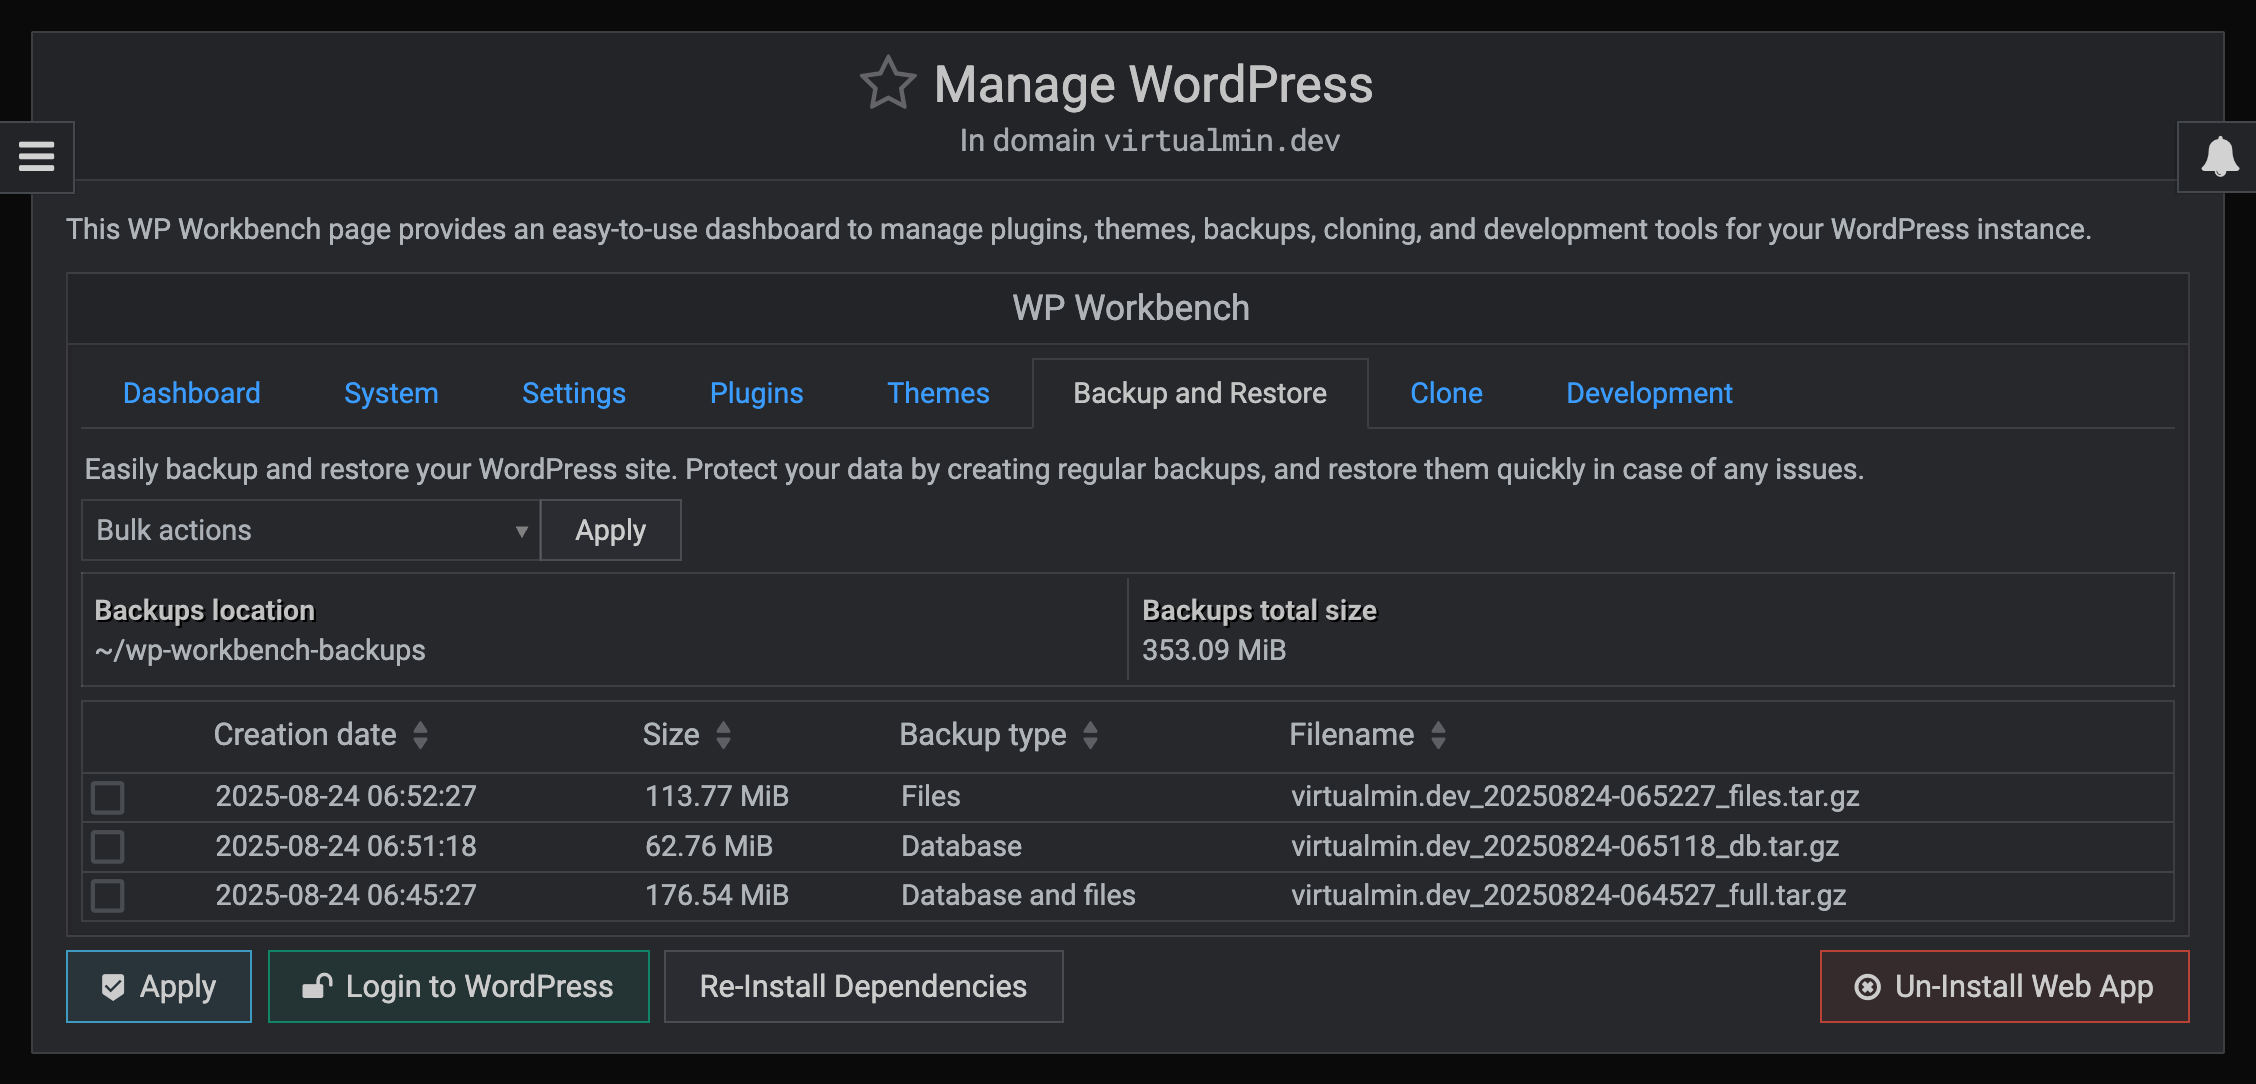 Manage WordPress
In domain virtualmin.dev
This WP Workbench page provides an easy-to-use dashboard to manage plugins, themes, backups, cloning, and development tools for your WordPress instance.
WP Workbench
Dashboard System Settings Plugins Themes Backup and Restore Clone Development
Easily backup and restore your WordPress site. Protect your data by creating regular backups, and restore them quickly in case of any issues.
Bulk actions Apply
Backups location Backups total size
~/wp-workbench-backups 353.09 MiB
Creation date Size Backup type Filename
2025-08-24 06:52:27 113.77 MiB Files virtualmin.dev_20250824-065227_files.tar.gz
2025-08-24 06:51:18 62.76 MiB Database virtualmin.dev_20250824-065118_db.tar.gz
2025-08-24 06:45:27 176.54 MiB Database and files virtualmin.dev_20250824-064527_full.tar.gz
Apply Login to WordPress Re-Install Dependencies Un-Install Web App